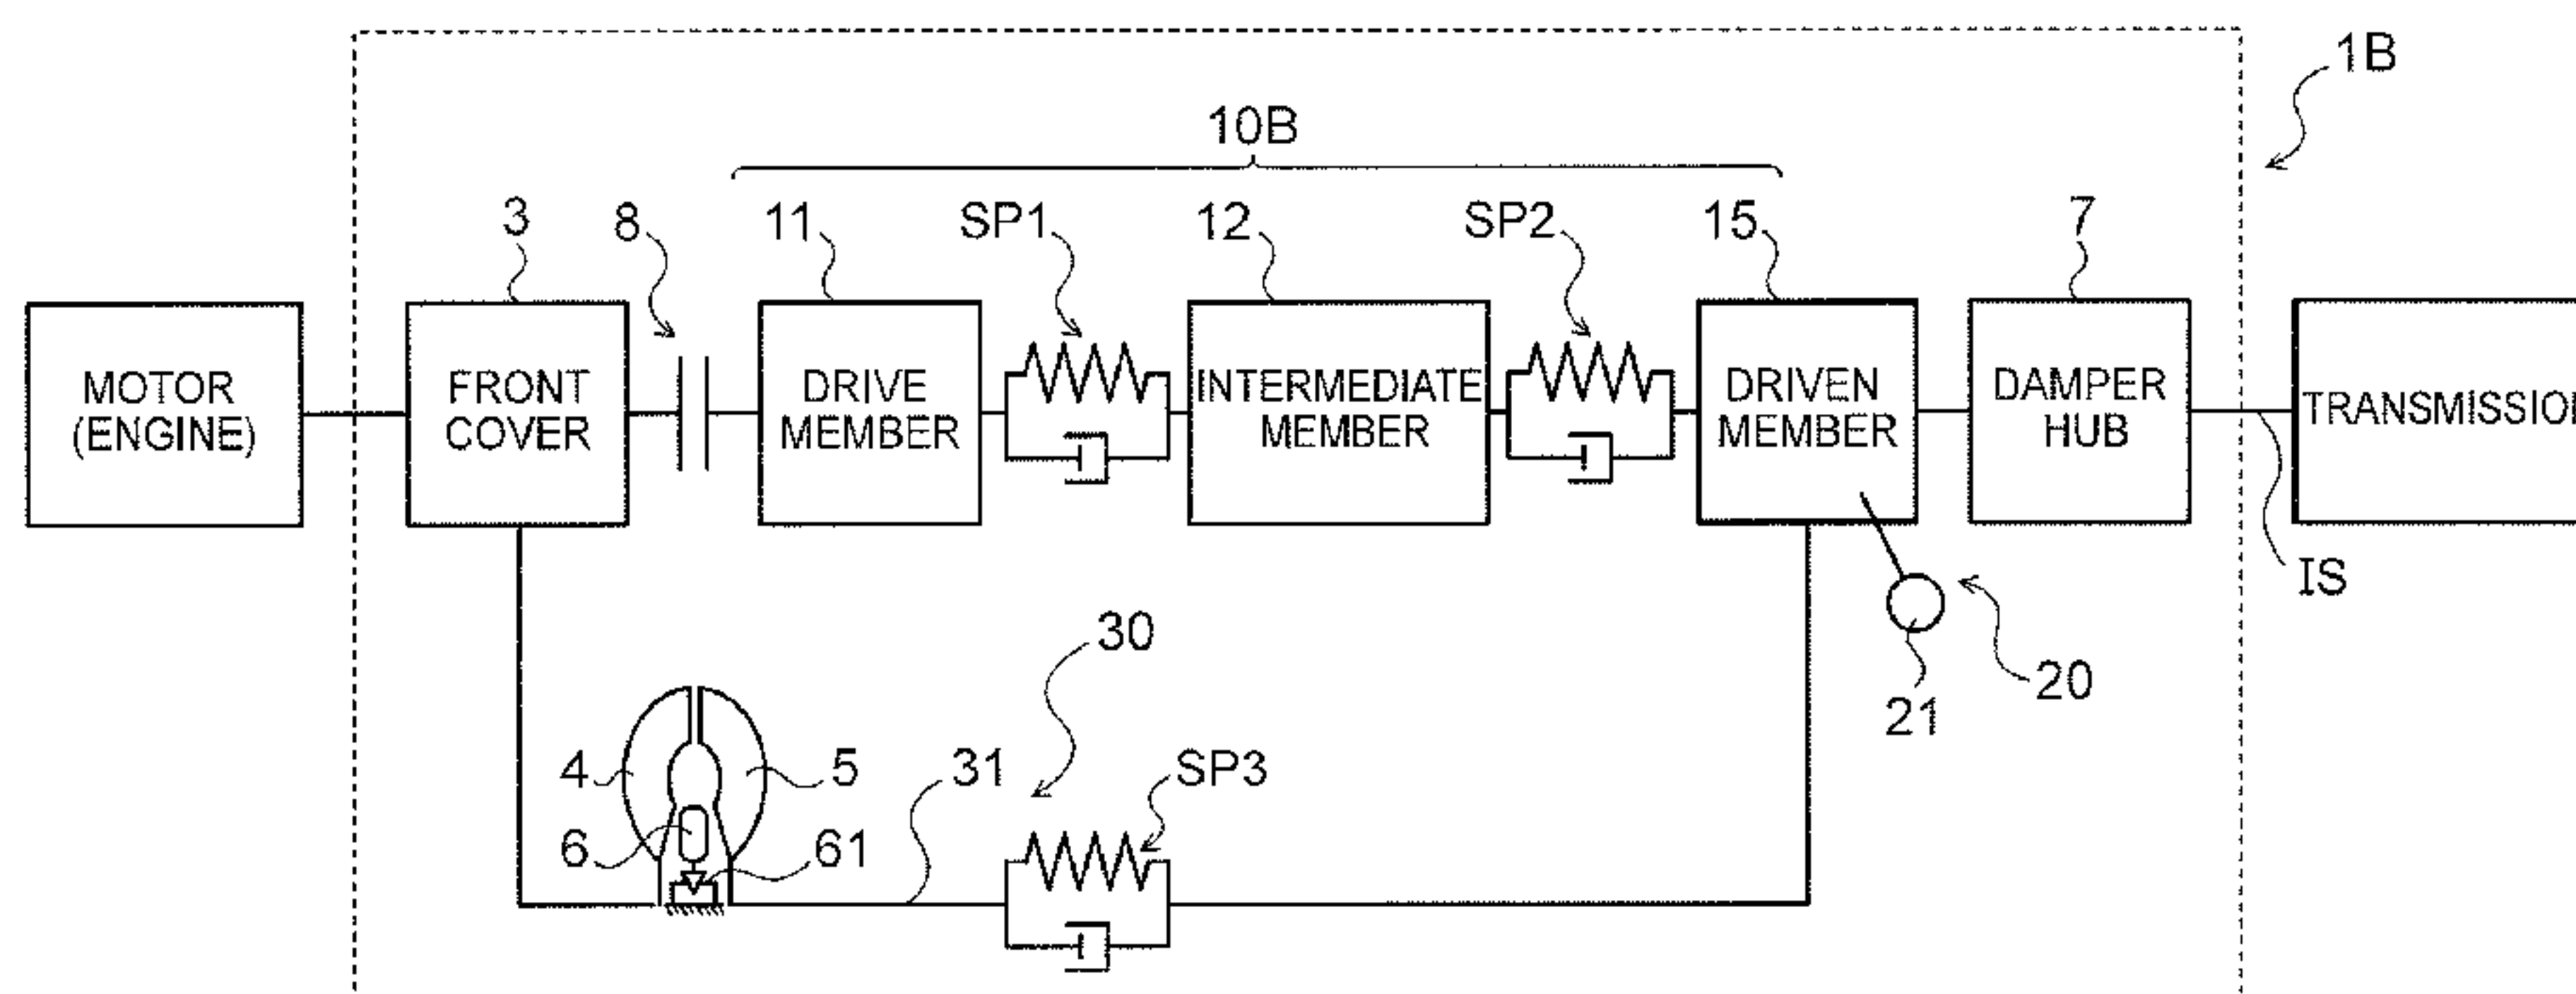 1B
10B
3
8
11
SP1
12
SP2
15
7
MOTOR
(ENGINE)
FRONT
COVER
DRIVE
MEMBER
INTERMEDIATE
MEMBER
DRIVEN
MEMBER
DAMPER
HUB
TRANSMISSION
IS
30
20
21
4
5
31
SP3
6
61